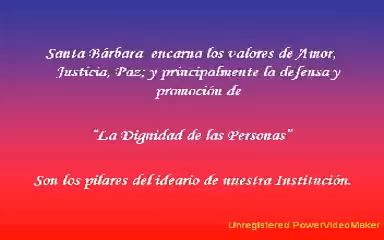 Santa Bárbara encarna los valores de Amor,
Justicia, Paz; y principalmente la defensa y
promoción de
"La Dignidad de las Personas"
Son los pilares del ideario de nuestra Institución.
Unregistered PowerVideoMaker